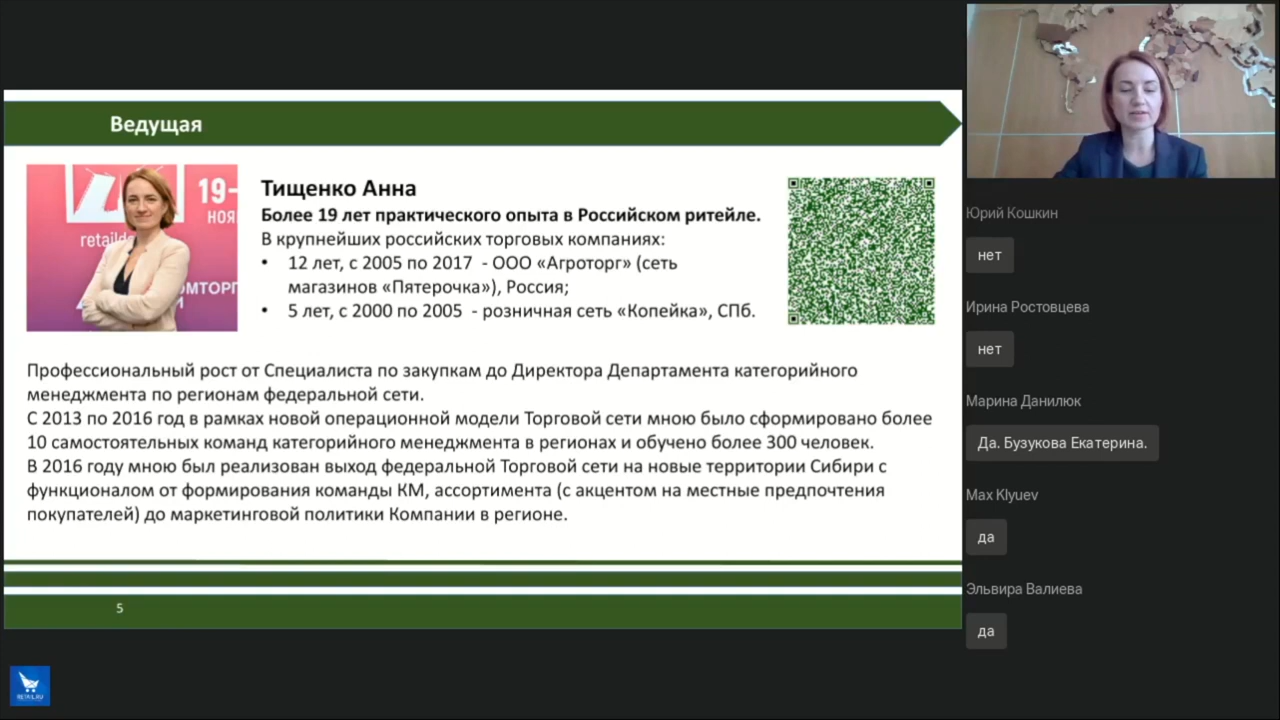 Ведущая
19-
НОЯ
retailda
ОМТОРГ
Тищенко Анна
Более 19 лет практического опыта в Российском ритейле.
В крупнейших российских торговых компаниях:
• 12 лет, с 2005 по 2017 - ООО «Агроторг» (сеть
магазинов «Пятерочка»), Россия;
• 5 лет, с 2000 по 2005 - розничная сеть «Копейка», СПб.
Профессиональный рост от Специалиста по закупкам до Директора Департамента категорийного
менеджмента по регионам федеральной сети.
С 2013 по 2016 год в рамках новой операционной модели Торговой сети мною было сформировано более
10 самостоятельных команд категорийного менеджмента в регионах и обучено более 300 человек.
В 2016 году мною был реализован выход федеральной Торговой сети на новые территории Сибири с
функционалом от формирования команды КМ, ассортимента (с акцентом на местные предпочтения
покупателей) до маркетинговой политики Компании в регионе.
5
RETAIL.RU
Юрий Кошкин
нет
Ирина Ростовцева
нет
Марина Данилюк
Да. Бузукова Екатерина.
Max Klyuev
да
Эльвира Валиева
да